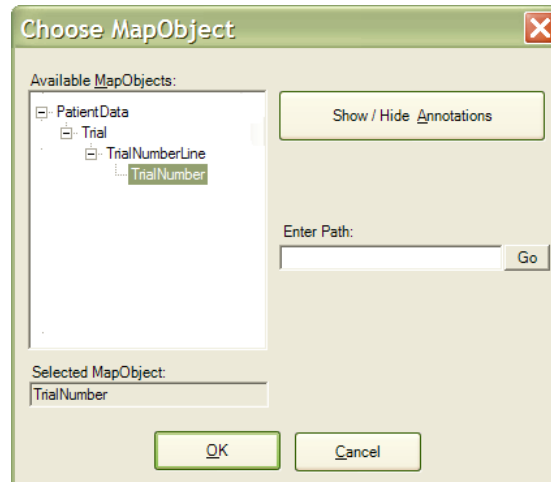 Choose MapObject
Available MapObjects:
PatientData
Trial
TrialNumberLine
TrialNumber
Show / Hide Annotations
Enter Path:
Go
Selected MapObject:
TrialNumber
OK
Cancel